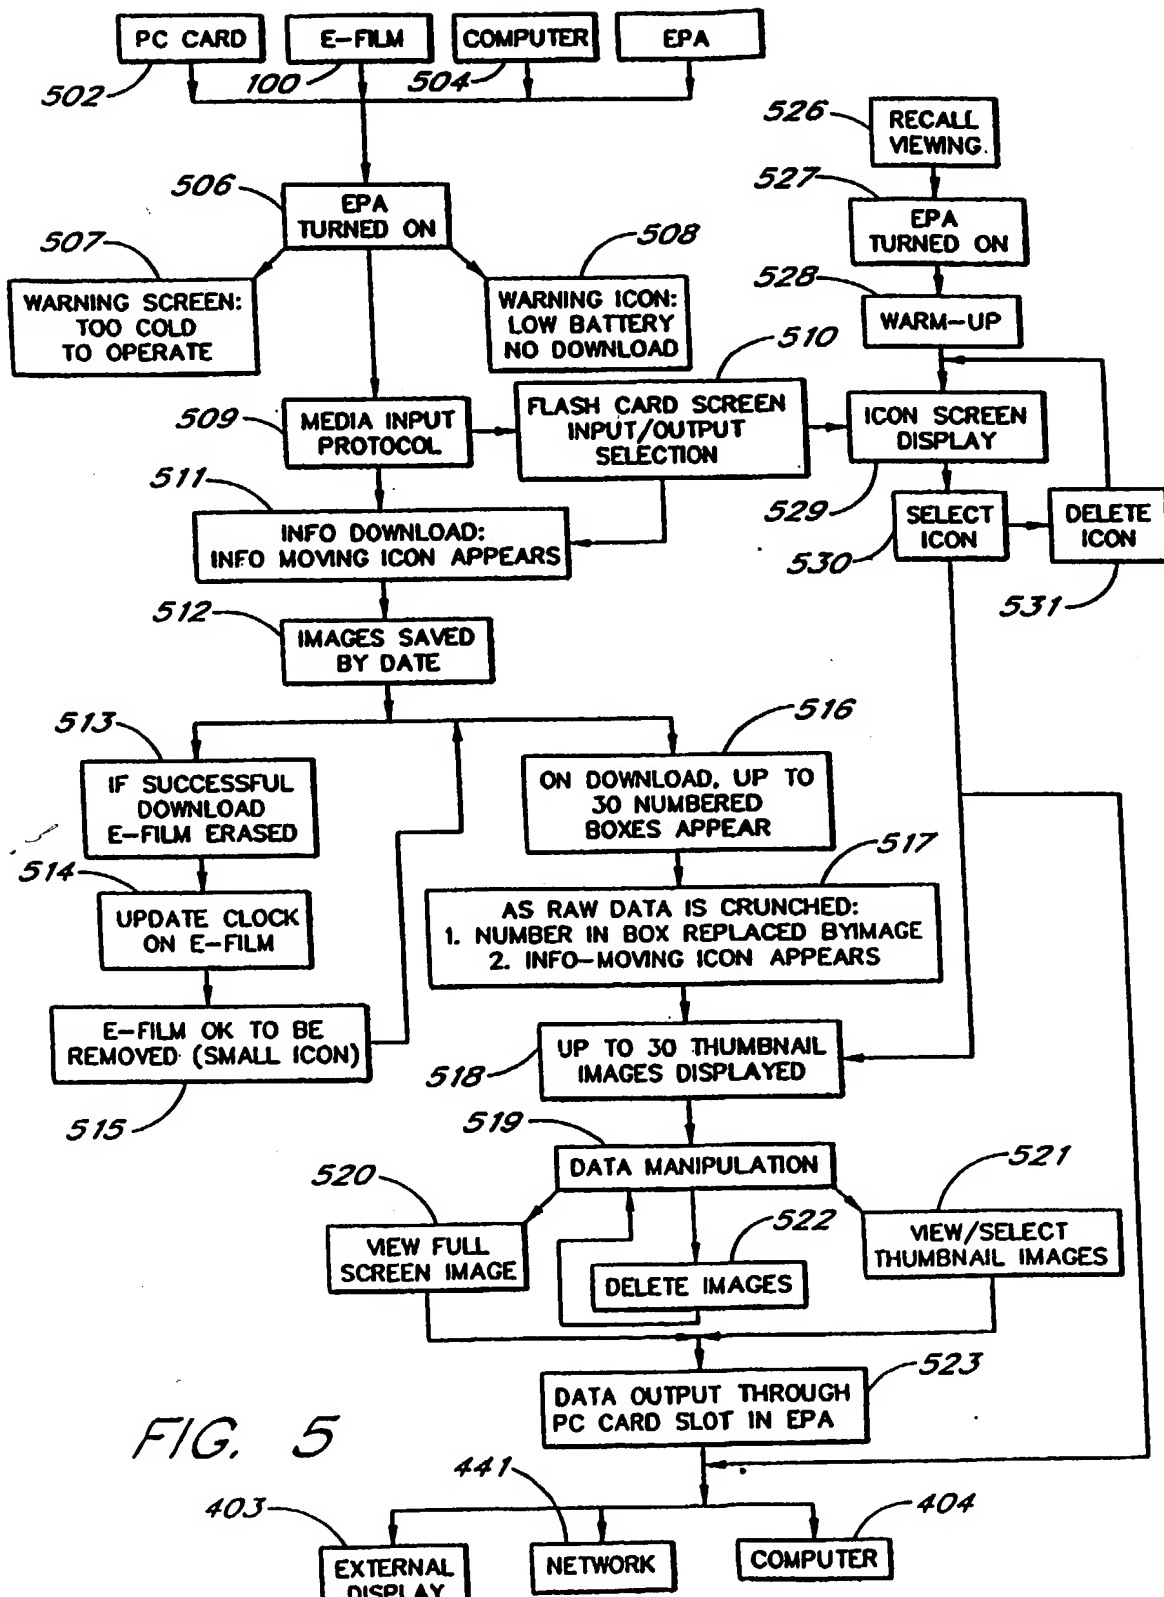 PC CARD
E-FILM
COMPUTER
EPA
502
100
504
526
RECALL
VIEWING.
506
EPA
TURNED ON
527
EPA
TURNED ON
507
WARNING SCREEN:
TOO COLD
TO OPERATE
508
WARNING ICON:
LOW BATTERY
NO DOWNLOAD
528
WARM-UP
510
509
MEDIA INPUT
PROTOCOL
FLASH CARD SCREEN
INPUT/OUTPUT
SELECTION
ICON SCREEN
DISPLAY
529
511
INFO DOWNLOAD:
INFO MOVING ICON APPEARS
SELECT
ICON
530
DELETE
ICON
531
512
IMAGES SAVED
BY DATE
513
IF SUCCESSFUL
DOWNLOAD
E-FILM ERASED
516
ON DOWNLOAD, UP TO
30 NUMBERED
BOXES APPEAR
514
UPDATE CLOCK
ON E-FILM
517
AS RAW DATA IS CRUNCHED:
1. NUMBER IN BOX REPLACED BYIMAGE
2. INFO-MOVING ICON APPEARS
E-FILM OK TO BE
REMOVED (SMALL ICON)
515
518
UP TO 30 THUMBNAIL
IMAGES DISPLAYED
519
DATA MANIPULATION
520
VIEW FULL
SCREEN IMAGE
522
DELETE IMAGES
521
VIEW/SELECT
THUMBNAIL IMAGES
523
DATA OUTPUT THROUGH
PC CARD SLOT IN EPA
FIG. 5
403
EXTERNAL
DISPLAY
441
NETWORK
404
COMPUTER